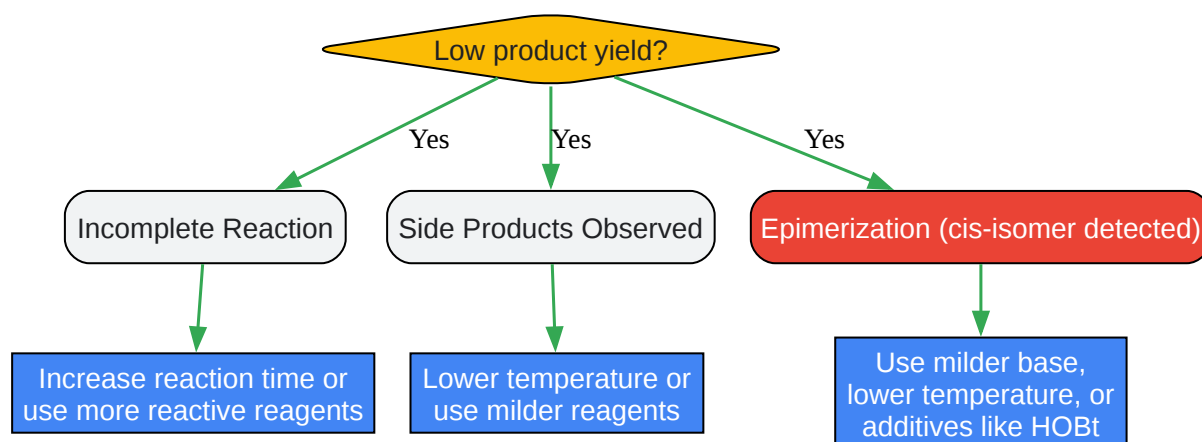 Low product yield?
Yes
Yes
Yes
Incomplete Reaction
Side Products Observed
Epimerization (cis-isomer detected)
Increase reaction time or
use more reactive reagents
Lower temperature or
use milder reagents
Use milder base,
lower temperature, or
additives like HOBt